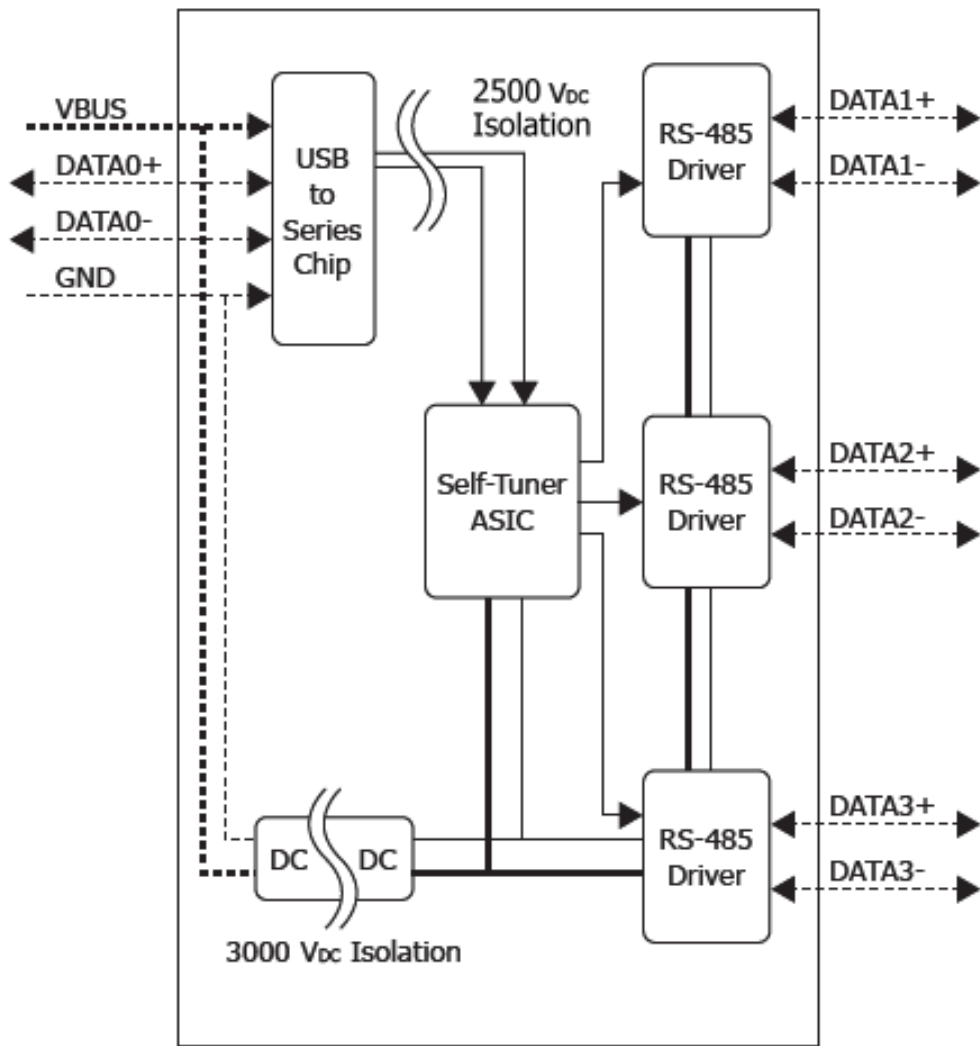 VBUS
DATA0+
DATA0-
GND
USB
to
Series
Chip
2500 VDC
Isolation
RS-485
Driver
DATA1+
DATA1-
Self-Tuner
ASIC
RS-485
Driver
DATA2+
DATA2-
DC DC
3000 VDC Isolation
RS-485
Driver
DATA3+
DATA3-